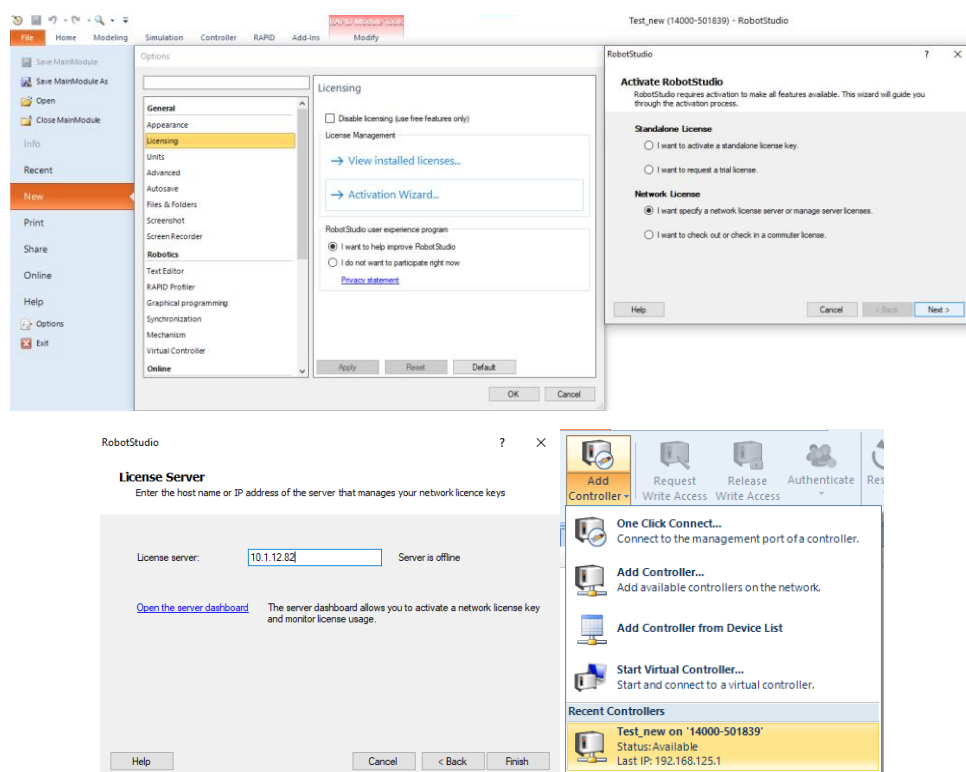 RAPID Module Tools
Test_new (14000-501839) - RobotStudio
File Home Modeling Simulation Controller RAPID Add-Ins Modify
Save MainModule
Save MainModule As
Open
Close MainModule
Info
Recent
New
Print
Share
Online
Help
Options
Exit
Options
General
Appearance
Licensing
Units
Advanced
Autosave
Files & Folders
Screenshot
Screen Recorder
Robotics
Text Editor
RAPID Profiler
Graphical programming
Synchronization
Mechanism
Virtual Controller
Online
Licensing
Disable licensing (use free features only)
License Management
View installed licenses...
Activation Wizard...
RobotStudio user experience program
I want to help improve RobotStudio
I do not want to participate right now
Privacy statement
Apply Reset Default
OK Cancel
RobotStudio ? ×
Activate RobotStudio
RobotStudio requires activation to make all features available. This wizard will guide you
through the activation process.
Standalone License
I want to activate a standalone license key.
I want to request a trial license.
Network License
I want specify a network license server or manage server licenses.
I want to check out or check in a commuter license.
Help Cancel < Back Next >
RobotStudio ? ×
License Server
Enter the host name or IP address of the server that manages your network licence keys
License server: 10.1.12.82 Server is offline
Open the server dashboard The server dashboard allows you to activate a network license key
and monitor license usage.
Help Cancel < Back Finish
Add
Controller
Request
Write Access
Release
Write Access
Authenticate
Res
One Click Connect...
Connect to the management port of a controller.
Add Controller...
Add available controllers on the network.
Add Controller from Device List
Start Virtual Controller...
Start and connect to a virtual controller.
Recent Controllers
Test_new on '14000-501839'
Status: Available
Last IP: 192.168.125.1